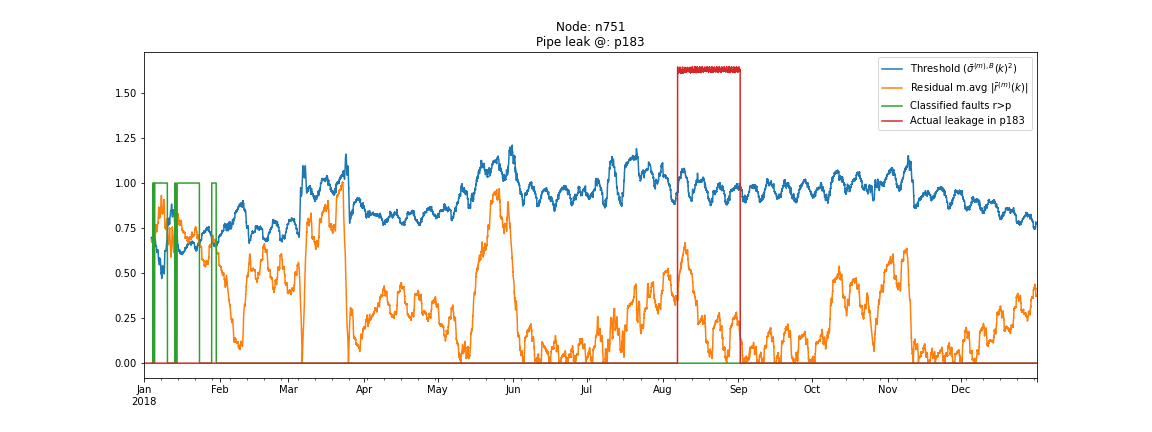 Node: n751
Pipe leak @: p183
Threshold (σ̄⁽ᵐ⁾,ᴮ(k)²)
Residual m.avg |r̄⁽ᵐ⁾(k)|
Classified faults r>p
Actual leakage in p183
1.50
1.25
1.00
0.75
0.50
0.25
0.00
Jan Feb Mar Apr May Jun Jul Aug Sep Oct Nov Dec
2018